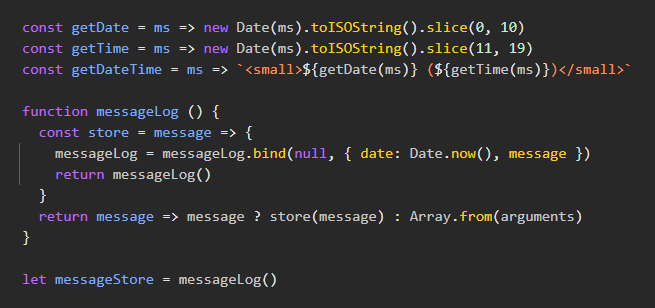 const getDate = ms => new Date(ms).toISOString().slice(0, 10)
const getTime = ms => new Date(ms).toISOString().slice(11, 19)
const getDateTime = ms => `<small>${getDate(ms)} (${getTime(ms)})</small>`

function messageLog () {
  const store = message => {
    messageLog = messageLog.bind(null, { date: Date.now(), message })
    return messageLog()
  }
  return message => message ? store(message) : Array.from(arguments)
}

let messageStore = messageLog()